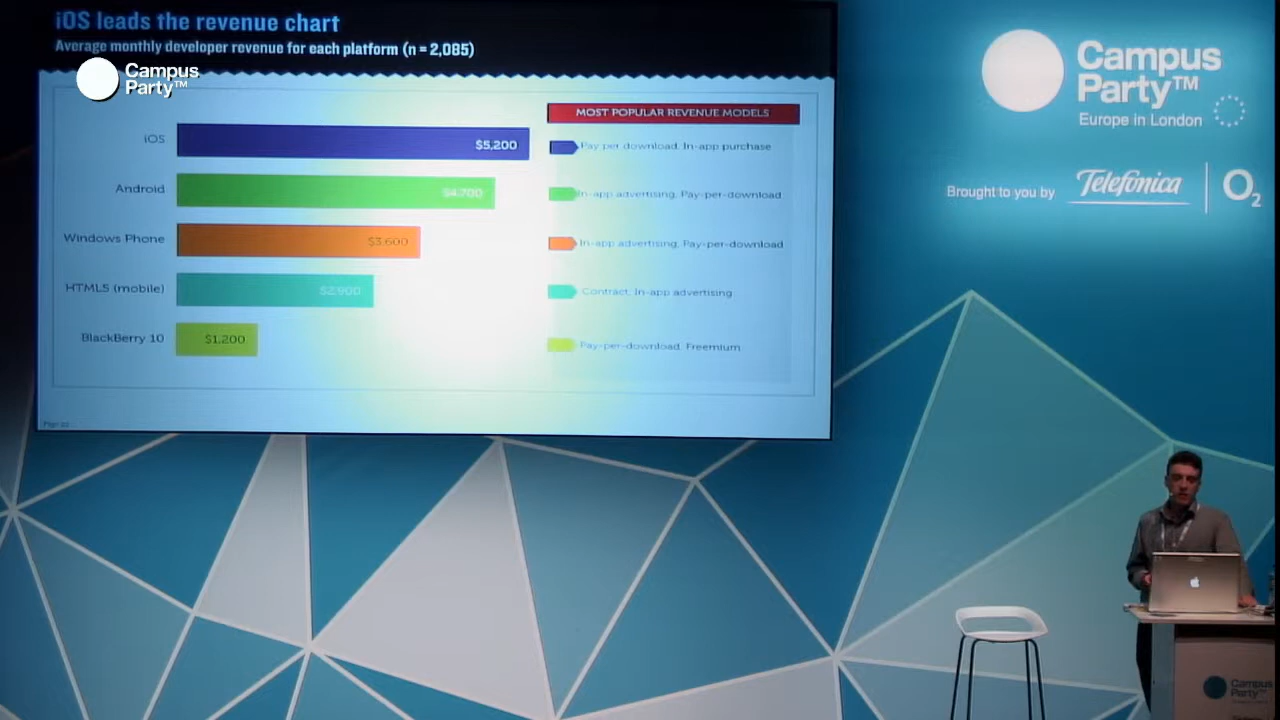 iOS leads the revenue chart
Average monthly developer revenue for each platform (n = 2,085)
Campus
Party™
MOST POPULAR REVENUE MODELS
iOS
$5,200
Pay per download, In-app purchase
Android
$4,700
In-app advertising, Pay-per-download
Windows Phone
$3,600
In-app advertising, Pay-per-download
HTML5 (mobile)
$2,900
Contract, In-app advertising
BlackBerry 10
$1,200
Pay-per-download, Freemium
Campus
Party™
Europe in London
Brought to you by
Telefónica
O2
Campus
Party™